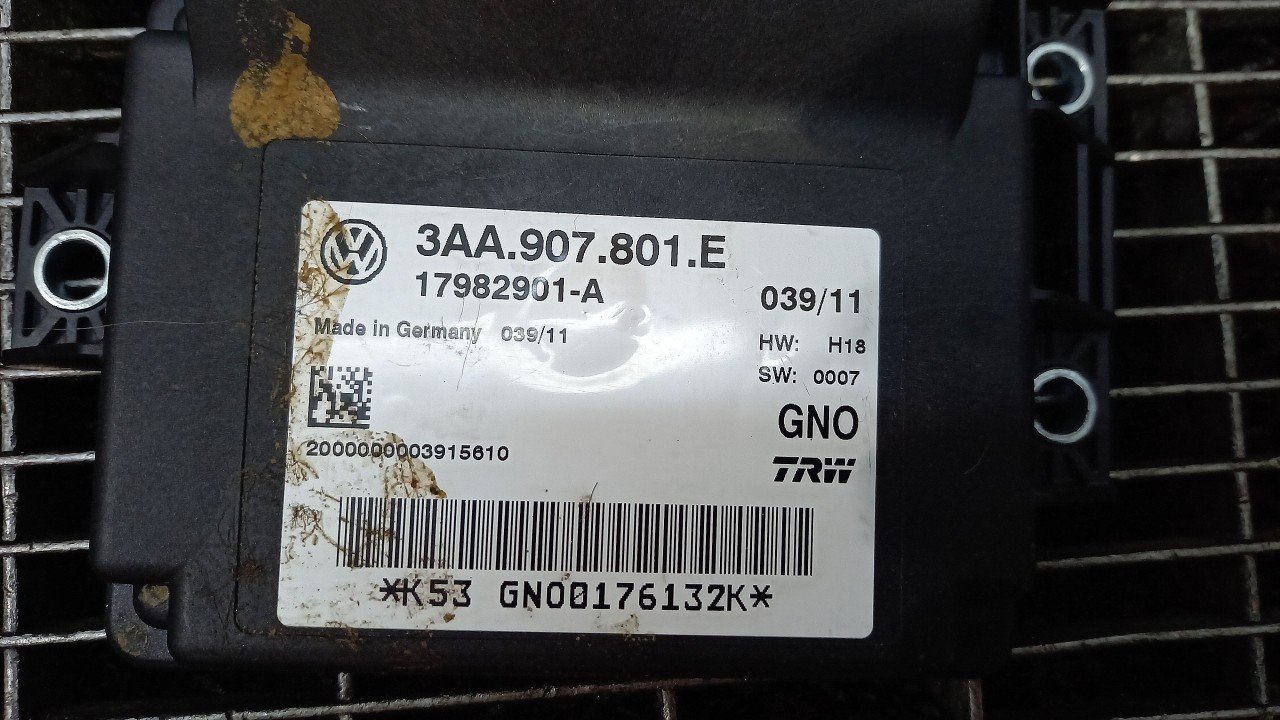 3AA.907.801.E
17982901-A
039/11
Made in Germany 039/11
HW: H18
SW: 0007
GNO
2000000003915610
TRW
*K53 GNO0176132K*